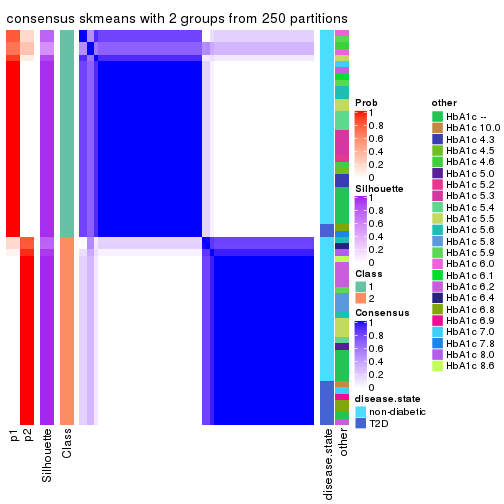 consensus skmeans with 2 groups from 250 partitions
p1
p2
Silhouette
Class
disease.state
other
Prob
1
0.8
0.6
0.4
0.2
0
Silhouette
1
0.8
0.6
0.4
0.2
0
Class
1
2
Consensus
1
0.8
0.6
0.4
0.2
0
disease.state
non-diabetic
T2D
other
HbA1c --
HbA1c 10.0
HbA1c 4.3
HbA1c 4.5
HbA1c 4.6
HbA1c 5.0
HbA1c 5.2
HbA1c 5.3
HbA1c 5.4
HbA1c 5.5
HbA1c 5.6
HbA1c 5.8
HbA1c 5.9
HbA1c 6.0
HbA1c 6.1
HbA1c 6.2
HbA1c 6.4
HbA1c 6.8
HbA1c 6.9
HbA1c 7.0
HbA1c 7.8
HbA1c 8.0
HbA1c 8.6